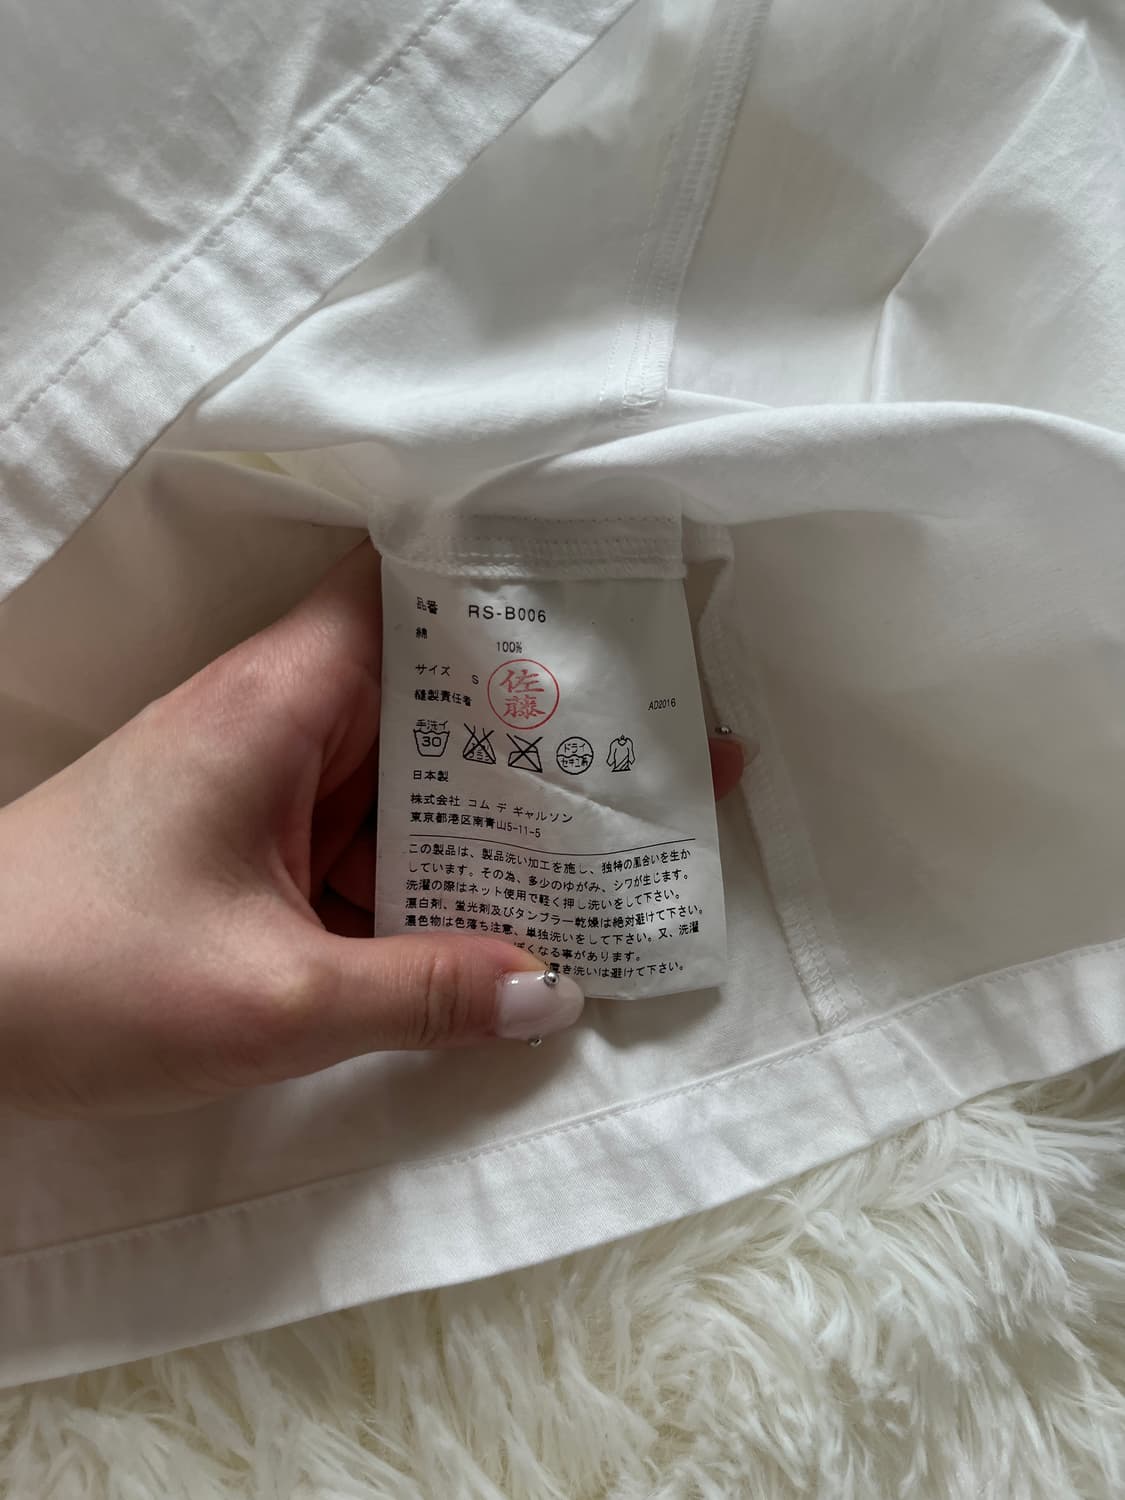 品番 RS-B006
綿 100%
サイズ S
縫製責任者 佐藤
AD2016
手洗イ 30
ドライ セキユ系
日本製
株式会社 コム デ ギャルソン
東京都港区南青山5-11-5
この製品は、製品洗い加工を施し、独特の風合いを生か
しています。その為、多少のゆがみ、シワが生じます。
洗濯の際はネット使用で軽く押し洗いをして下さい。
漂白剤、蛍光剤及びタンブラー乾燥は絶対避けて下さい。
濃色物は色落ち注意、単独洗いをして下さい。又、洗濯
ぽくなる事があります。
置き洗いは避けて下さい。